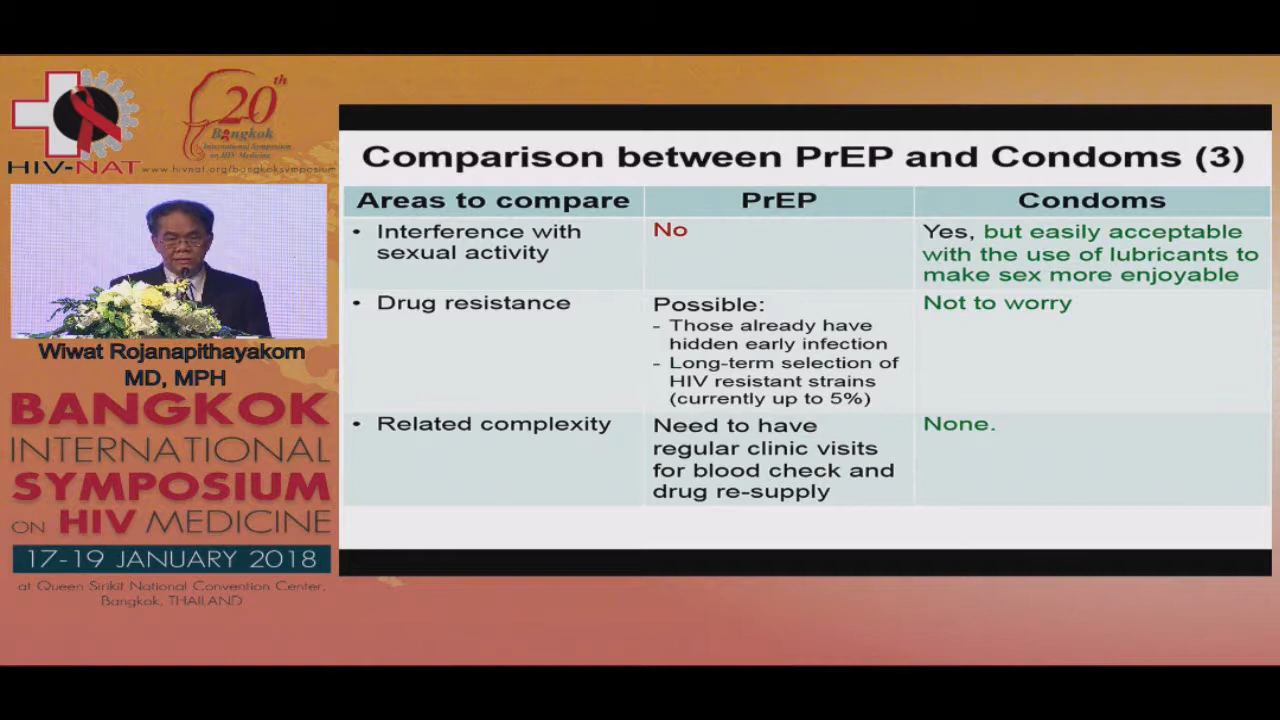 HIV-NAT
20th
Bangkok
International Symposium
on HIV Medicine
www.hivnat.org/bangkoksymposium
Wiwat Rojanapithayakorn
MD, MPH
BANGKOK
INTERNATIONAL
SYMPOSIUM
ON HIV MEDICINE
17-19 JANUARY 2018
at Queen Sirikit National Convention Center,
Bangkok, THAILAND
Comparison between PrEP and Condoms (3)
Areas to compare
PrEP
Condoms
• Interference with
sexual activity
No
Yes, but easily acceptable
with the use of lubricants to
make sex more enjoyable
• Drug resistance
Possible:
- Those already have
hidden early infection
- Long-term selection of
HIV resistant strains
(currently up to 5%)
Not to worry
• Related complexity
Need to have
regular clinic visits
for blood check and
drug re-supply
None.